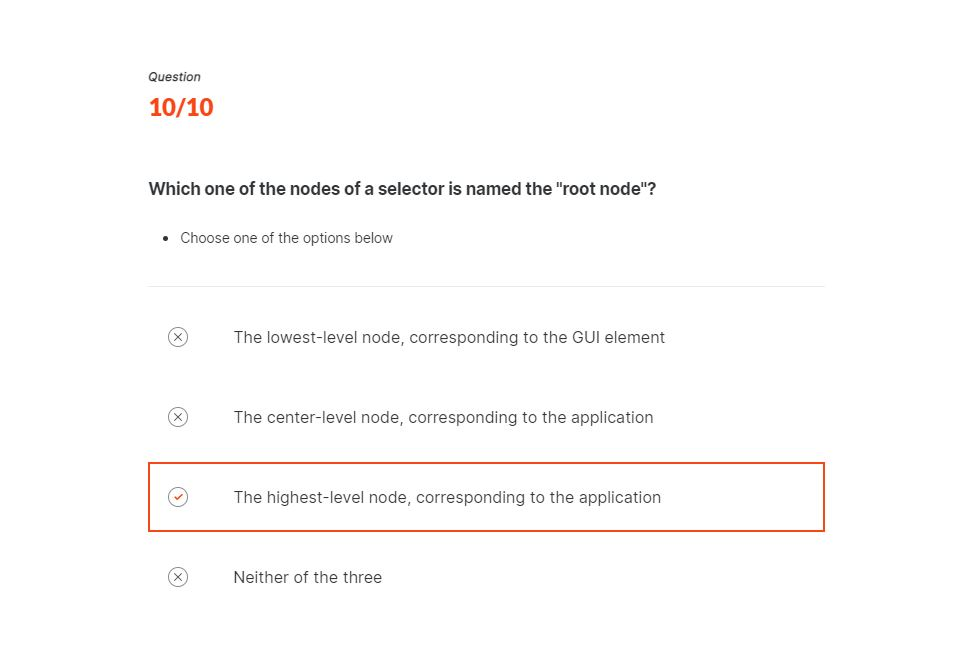 Question
10/10
Which one of the nodes of a selector is named the "root node"?
• Choose one of the options below
The lowest-level node, corresponding to the GUI element
The center-level node, corresponding to the application
The highest-level node, corresponding to the application
Neither of the three